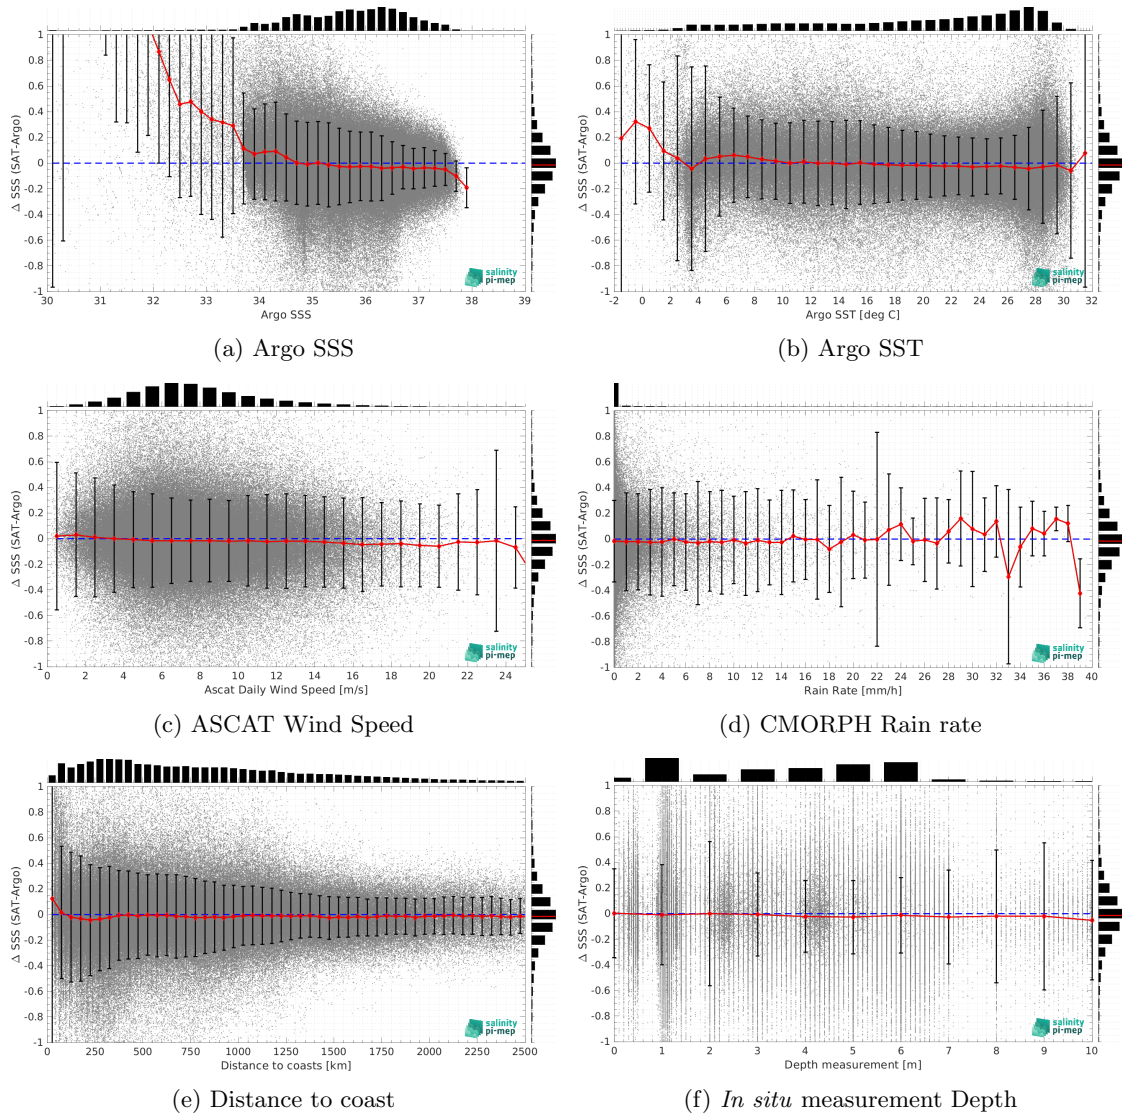 1
0.8
0.6
0.4
0.2
0
-0.2
-0.4
-0.6
-0.8
-1
Δ SSS (SAT-Argo)
salinity
pi-mep
30 31 32 33 34 35 36 37 38 39
Argo SSS
(a) Argo SSS
1
0.8
0.6
0.4
0.2
0
-0.2
-0.4
-0.6
-0.8
-1
Δ SSS (SAT-Argo)
salinity
pi-mep
-2 0 2 4 6 8 10 12 14 16 18 20 22 24 26 28 30 32
Argo SST [deg C]
(b) Argo SST
1
0.8
0.6
0.4
0.2
0
-0.2
-0.4
-0.6
-0.8
-1
Δ SSS (SAT-Argo)
salinity
pi-mep
0 2 4 6 8 10 12 14 16 18 20 22 24
Ascat Daily Wind Speed [m/s]
(c) ASCAT Wind Speed
1
0.8
0.6
0.4
0.2
0
-0.2
-0.4
-0.6
-0.8
-1
Δ SSS (SAT-Argo)
salinity
pi-mep
0 2 4 6 8 10 12 14 16 18 20 22 24 26 28 30 32 34 36 38 40
Rain Rate [mm/h]
(d) CMORPH Rain rate
1
0.8
0.6
0.4
0.2
0
-0.2
-0.4
-0.6
-0.8
-1
Δ SSS (SAT-Argo)
salinity
pi-mep
0 250 500 750 1000 1250 1500 1750 2000 2250 2500
Distance to coasts [km]
(e) Distance to coast
1
0.8
0.6
0.4
0.2
0
-0.2
-0.4
-0.6
-0.8
-1
Δ SSS (SAT-Argo)
salinity
pi-mep
0 1 2 3 4 5 6 7 8 9 10
Depth measurement [m]
(f) In situ measurement Depth